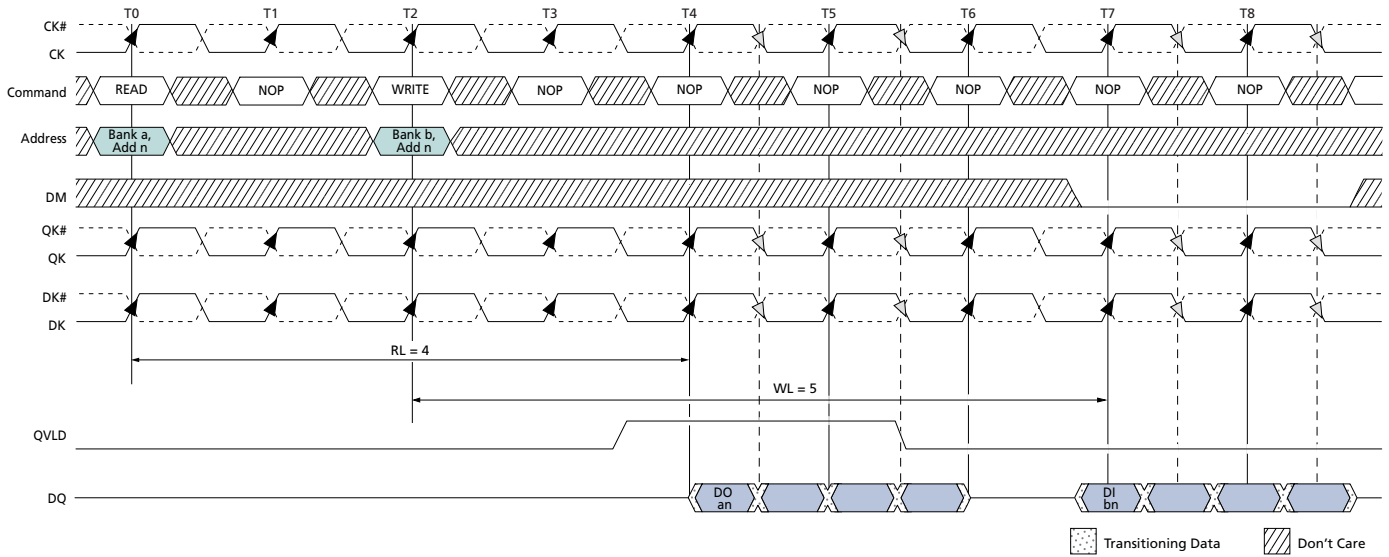 T0 T1 T2 T3 T4 T5 T6 T7 T8
CK#
CK
Command READ NOP WRITE NOP NOP NOP NOP NOP NOP
Address Bank a, Add n Bank b, Add n
DM
QK#
QK
DK#
DK
RL = 4
WL = 5
QVLD
DQ DO an DI bn
Transitioning Data Don't Care